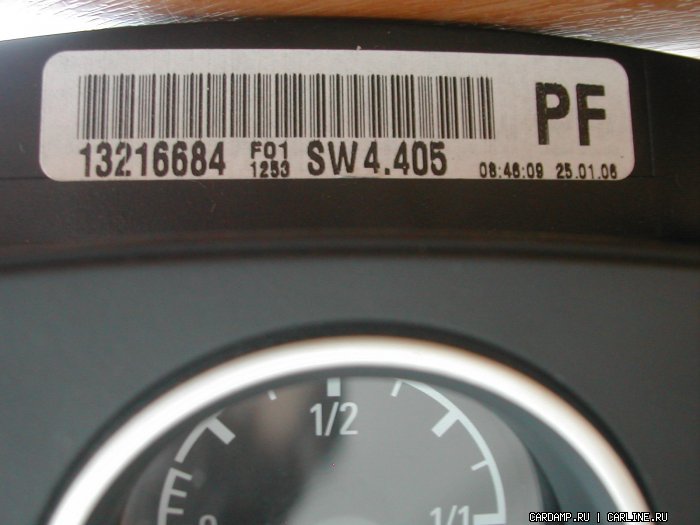 PF
13216684 F01 1253 SW4.405 08:46:09 25.01.06
1/2
1/1
CARDAMP.RU | CARLINE.RU